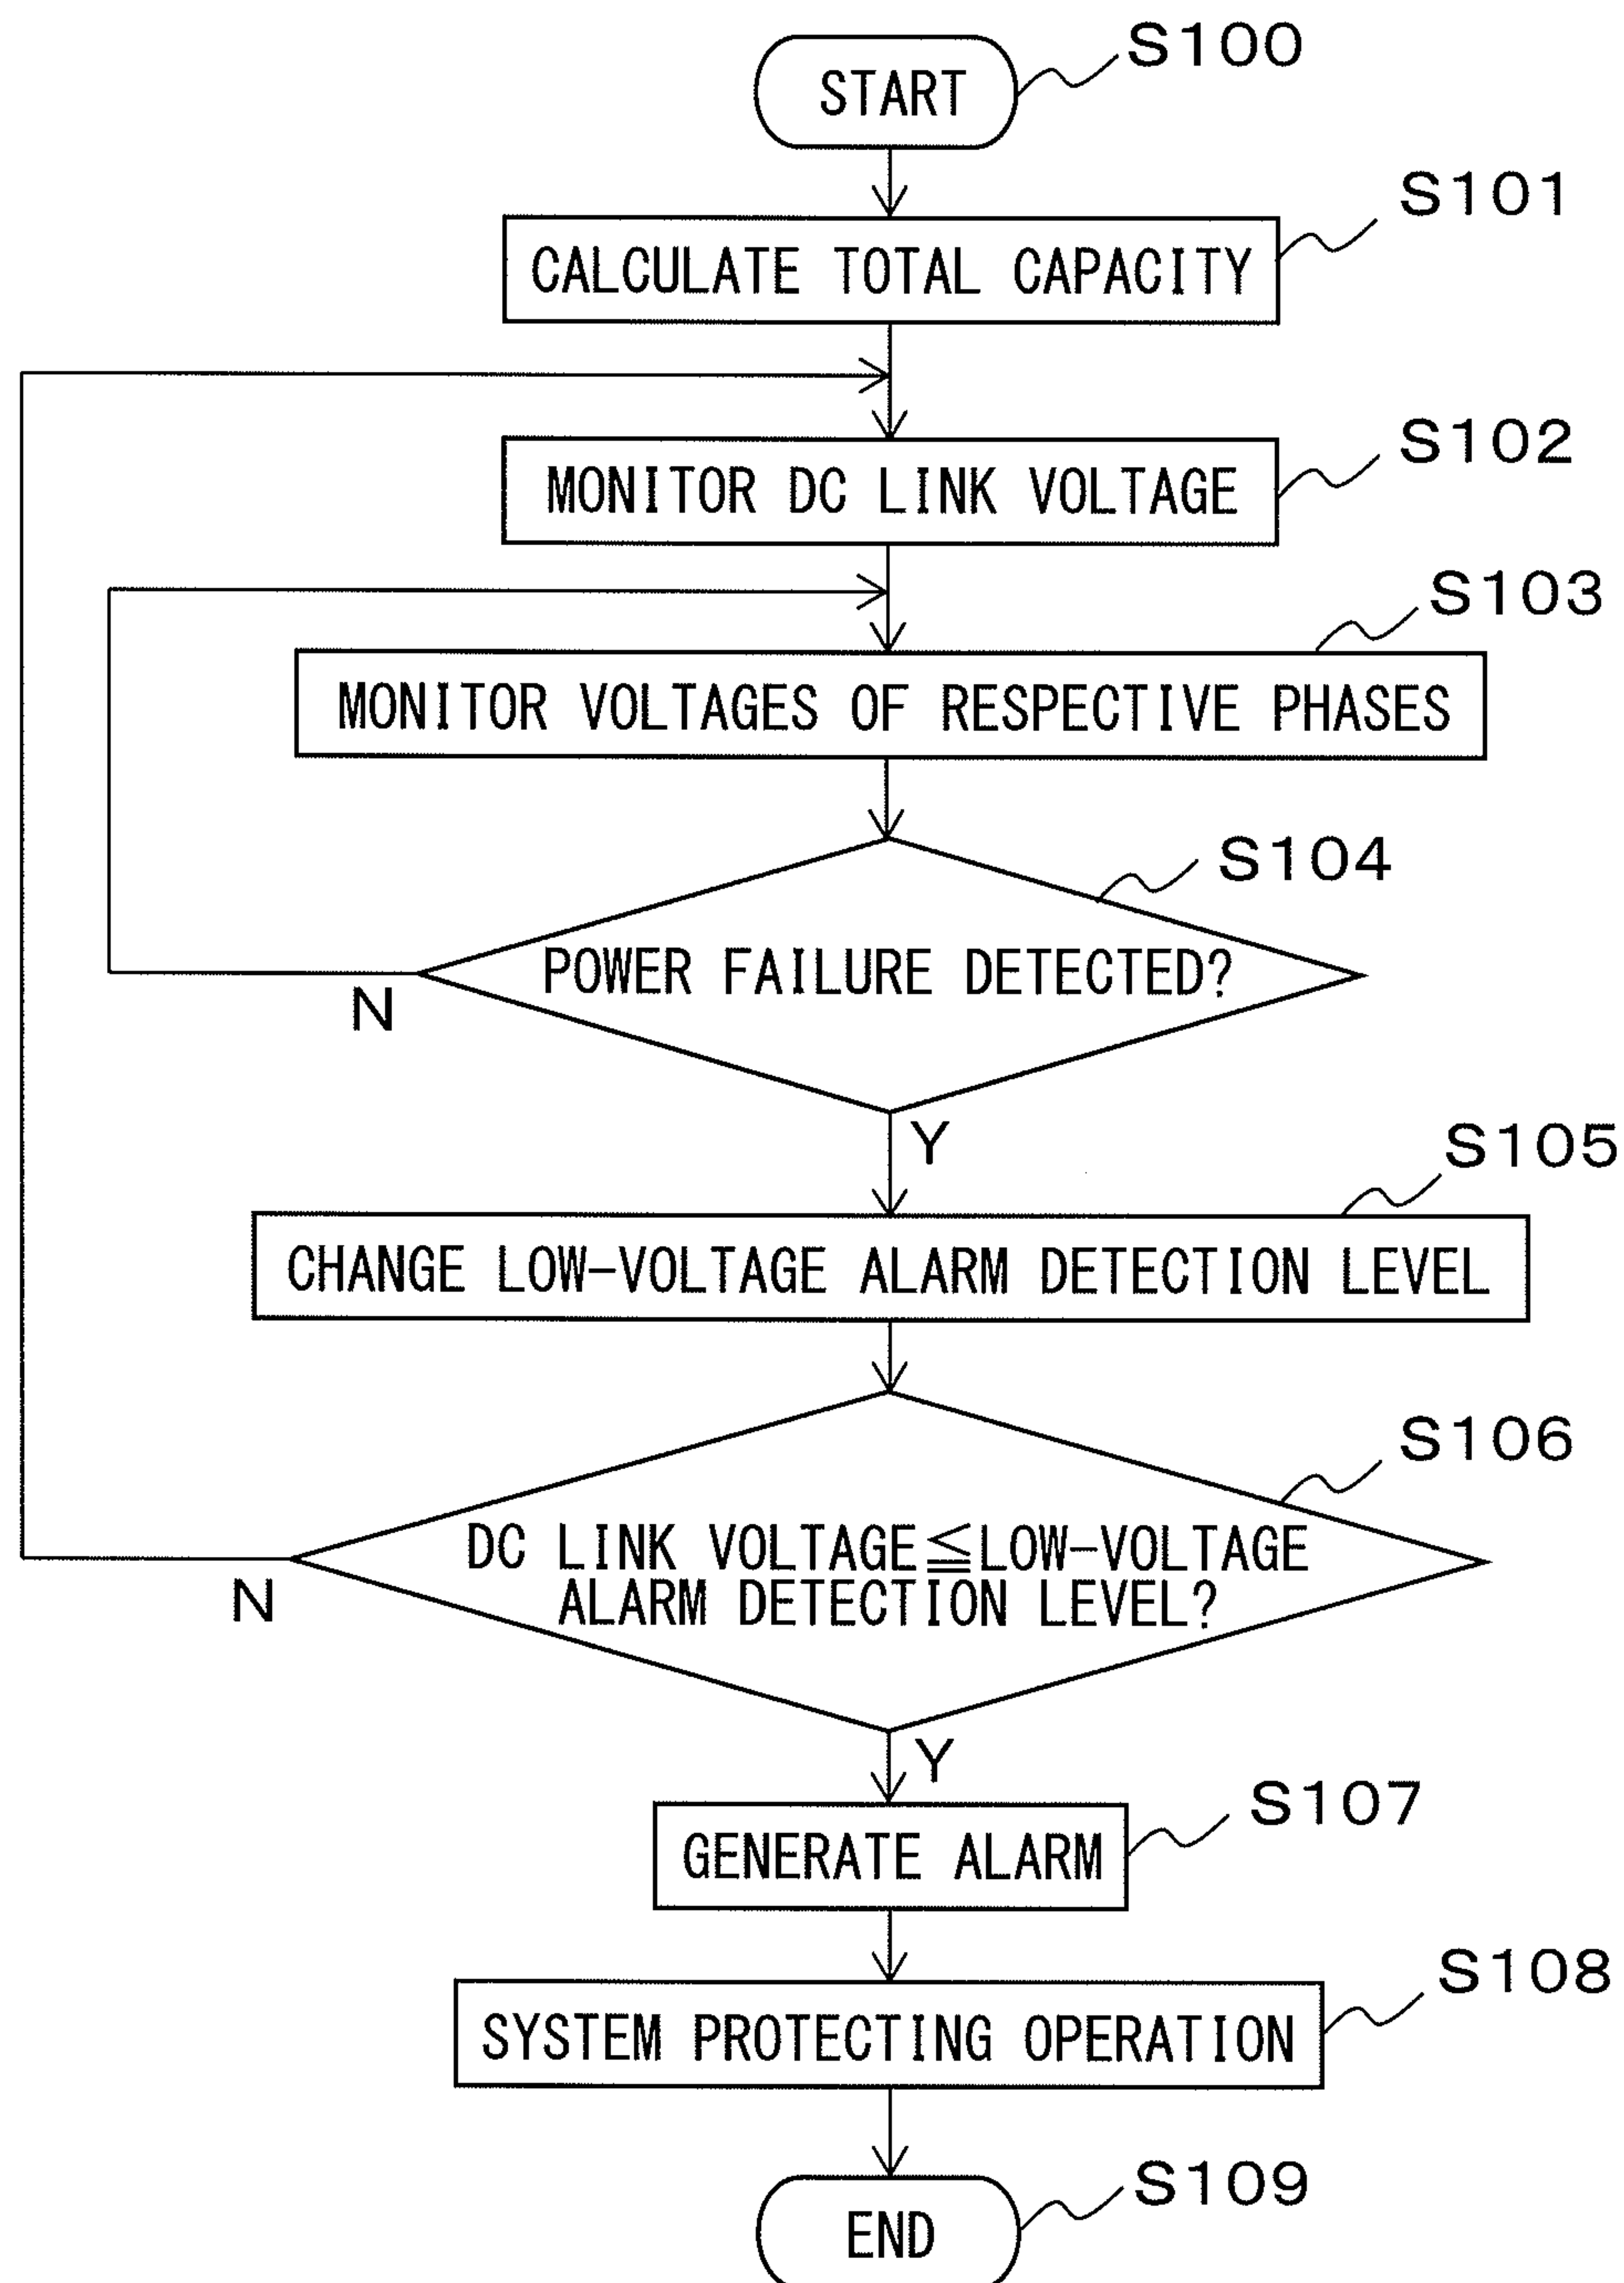 S100
START
S101
CALCULATE TOTAL CAPACITY
S102
MONITOR DC LINK VOLTAGE
S103
MONITOR VOLTAGES OF RESPECTIVE PHASES
S104
POWER FAILURE DETECTED?
N
Y
S105
CHANGE LOW-VOLTAGE ALARM DETECTION LEVEL
S106
DC LINK VOLTAGE≦LOW-VOLTAGE
ALARM DETECTION LEVEL?
N
Y
S107
GENERATE ALARM
S108
SYSTEM PROTECTING OPERATION
S109
END